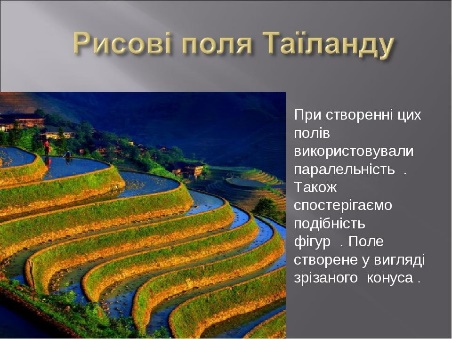 Рисові поля Таїланду
При створенні цих
полів
використовували
паралельність  .
Також
спостерігаємо
подібність
фігур  . Поле
створене у вигляді
зрізаного  конуса .